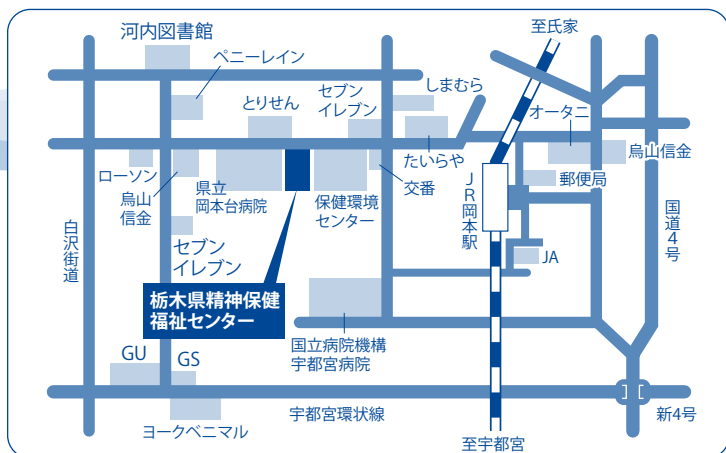 至氏家
河内図書館
ペニーレイン
しまむら
セブン
イレブン
とりせん
オータニ
烏山信金
ローソン
烏山
信金
県立
岡本台病院
保健環境
センター
交番
たいらや
JR岡本駅
郵便局
国道4号
白沢街道
セブン
イレブン
JA
栃木県精神保健
福祉センター
国立病院機構
宇都宮病院
GU
GS
ヨークベニマル
宇都宮環状線
新4号
至宇都宮